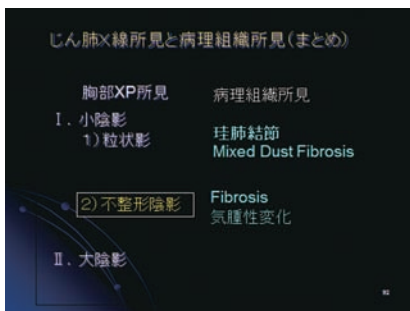 じん肺X線所見と病理組織所見(まとめ)
胸部XP所見 病理組織所見
Ⅰ. 小陰影
1)粒状影
珪肺結節
Mixed Dust Fibrosis
2)不整形陰影
Fibrosis
気腫性変化
Ⅱ. 大陰影